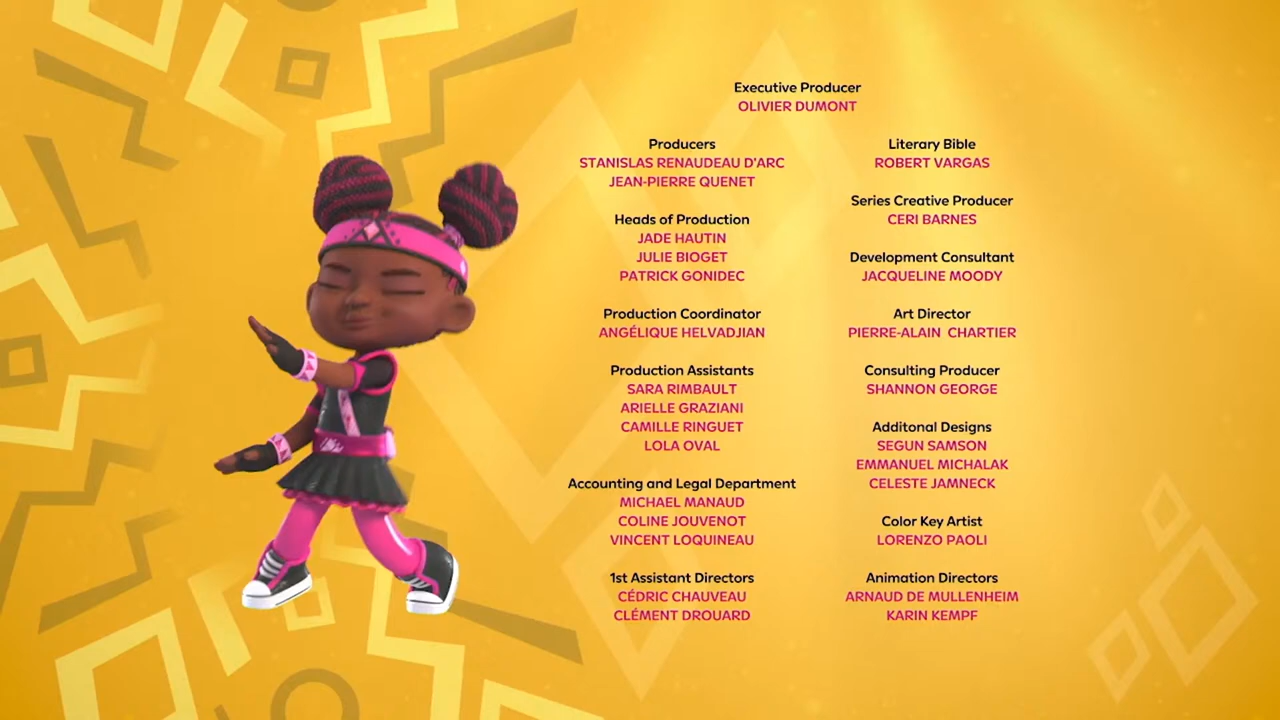 Executive Producer
OLIVIER DUMONT
Producers
STANISLAS RENAUDEAU D'ARC
JEAN-PIERRE QUENET
Heads of Production
JADE HAUTIN
JULIE BIOGET
PATRICK GONIDEC
Production Coordinator
ANGÉLIQUE HELVADJIAN
Production Assistants
SARA RIMBAULT
ARIELLE GRAZIANI
CAMILLE RINGUET
LOLA OVAL
Accounting and Legal Department
MICHAEL MANAUD
COLINE JOUVENOT
VINCENT LOQUINEAU
1st Assistant Directors
CÉDRIC CHAUVEAU
CLÉMENT DROUARD
Literary Bible
ROBERT VARGAS
Series Creative Producer
CERI BARNES
Development Consultant
JACQUELINE MOODY
Art Director
PIERRE-ALAIN  CHARTIER
Consulting Producer
SHANNON GEORGE
Additonal Designs
SEGUN SAMSON
EMMANUEL MICHALAK
CELESTE JAMNECK
Color Key Artist
LORENZO PAOLI
Animation Directors
ARNAUD DE MULLENHEIM
KARIN KEMPF